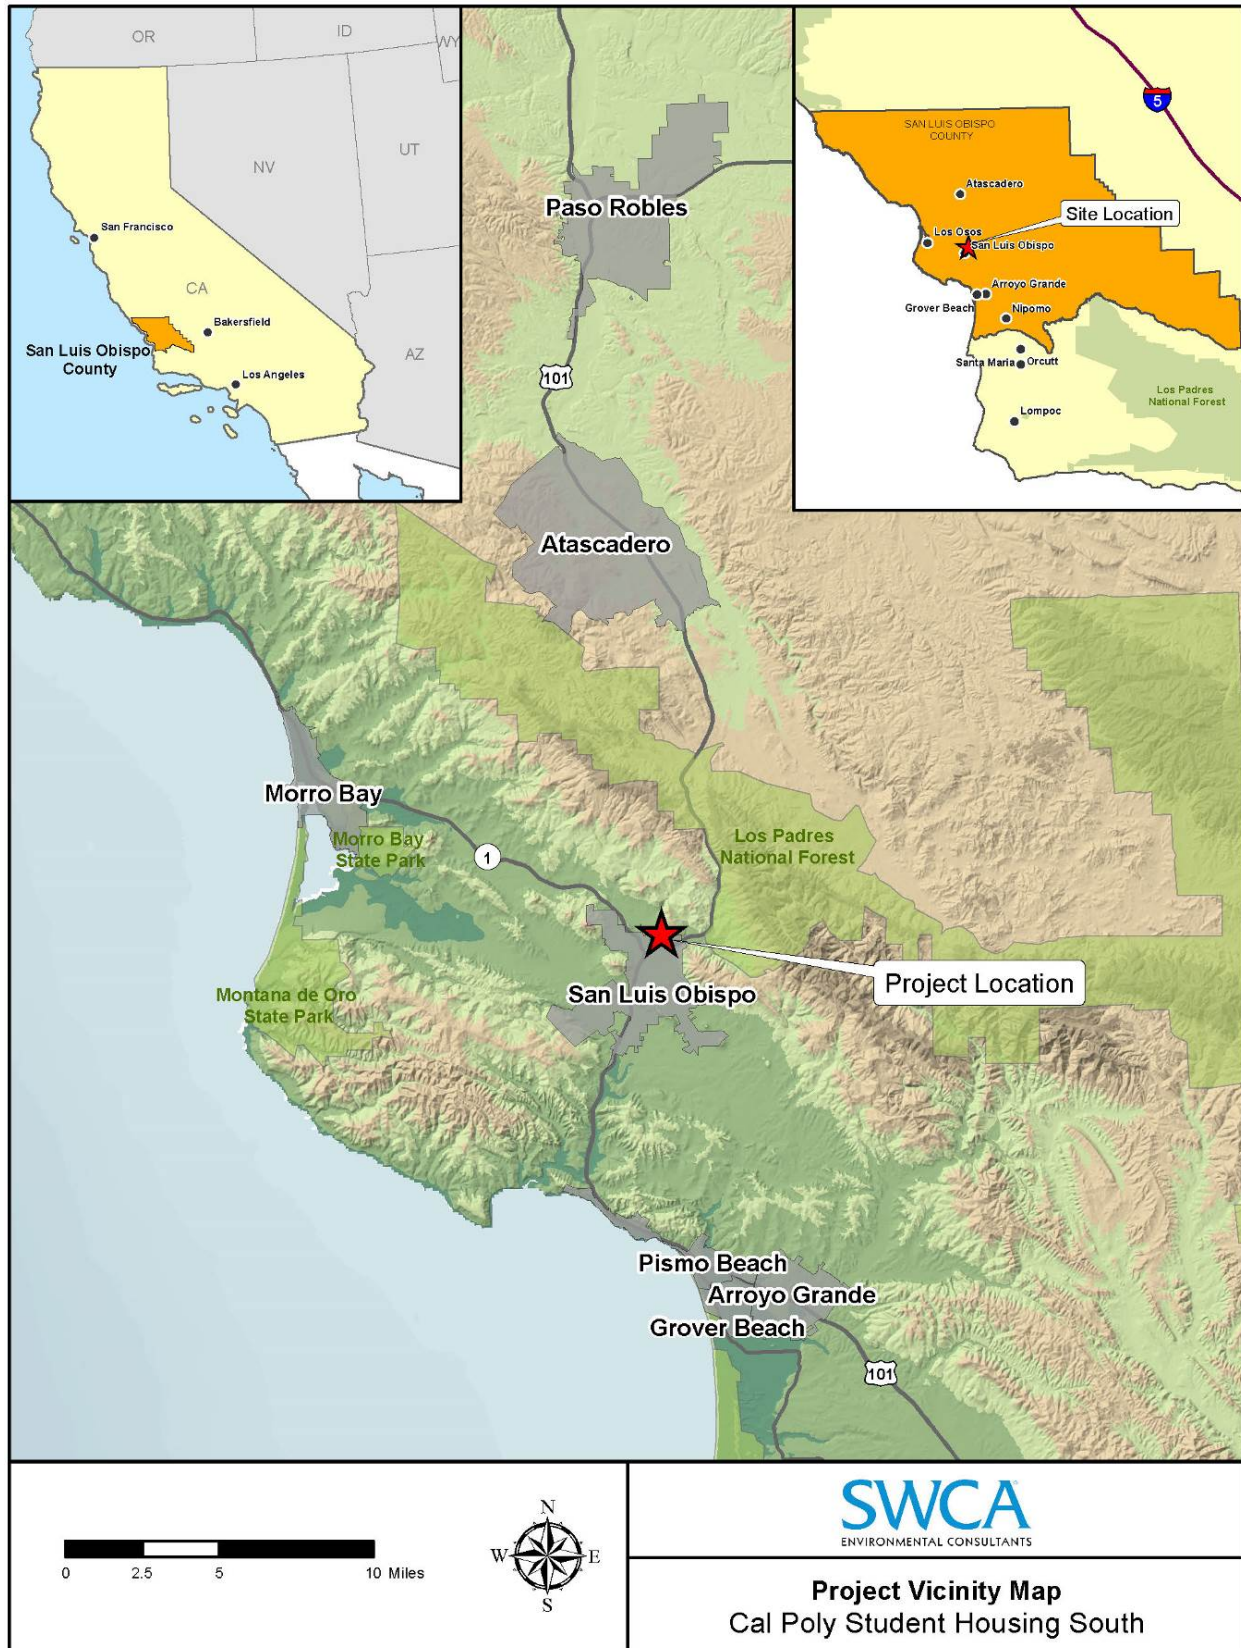 OR
ID
WY
NV
UT
CA
AZ
San Francisco
Bakersfield
San Luis Obispo
County
Los Angeles
5
SAN LUIS OBISPO
COUNTY
Atascadero
Site Location
Los Osos
San Luis Obispo
Arroyo Grande
Grover Beach
Nipomo
Santa Maria
Orcutt
Los Padres
National Forest
Lompoc
Paso Robles
101
Atascadero
Morro Bay
Morro Bay
State Park
1
Los Padres
National Forest
Project Location
San Luis Obispo
Montana de Oro
State Park
Pismo Beach
Arroyo Grande
Grover Beach
101
0 2.5 5 10 Miles
N
W E
S
SWCA
ENVIRONMENTAL CONSULTANTS
Project Vicinity Map
Cal Poly Student Housing South